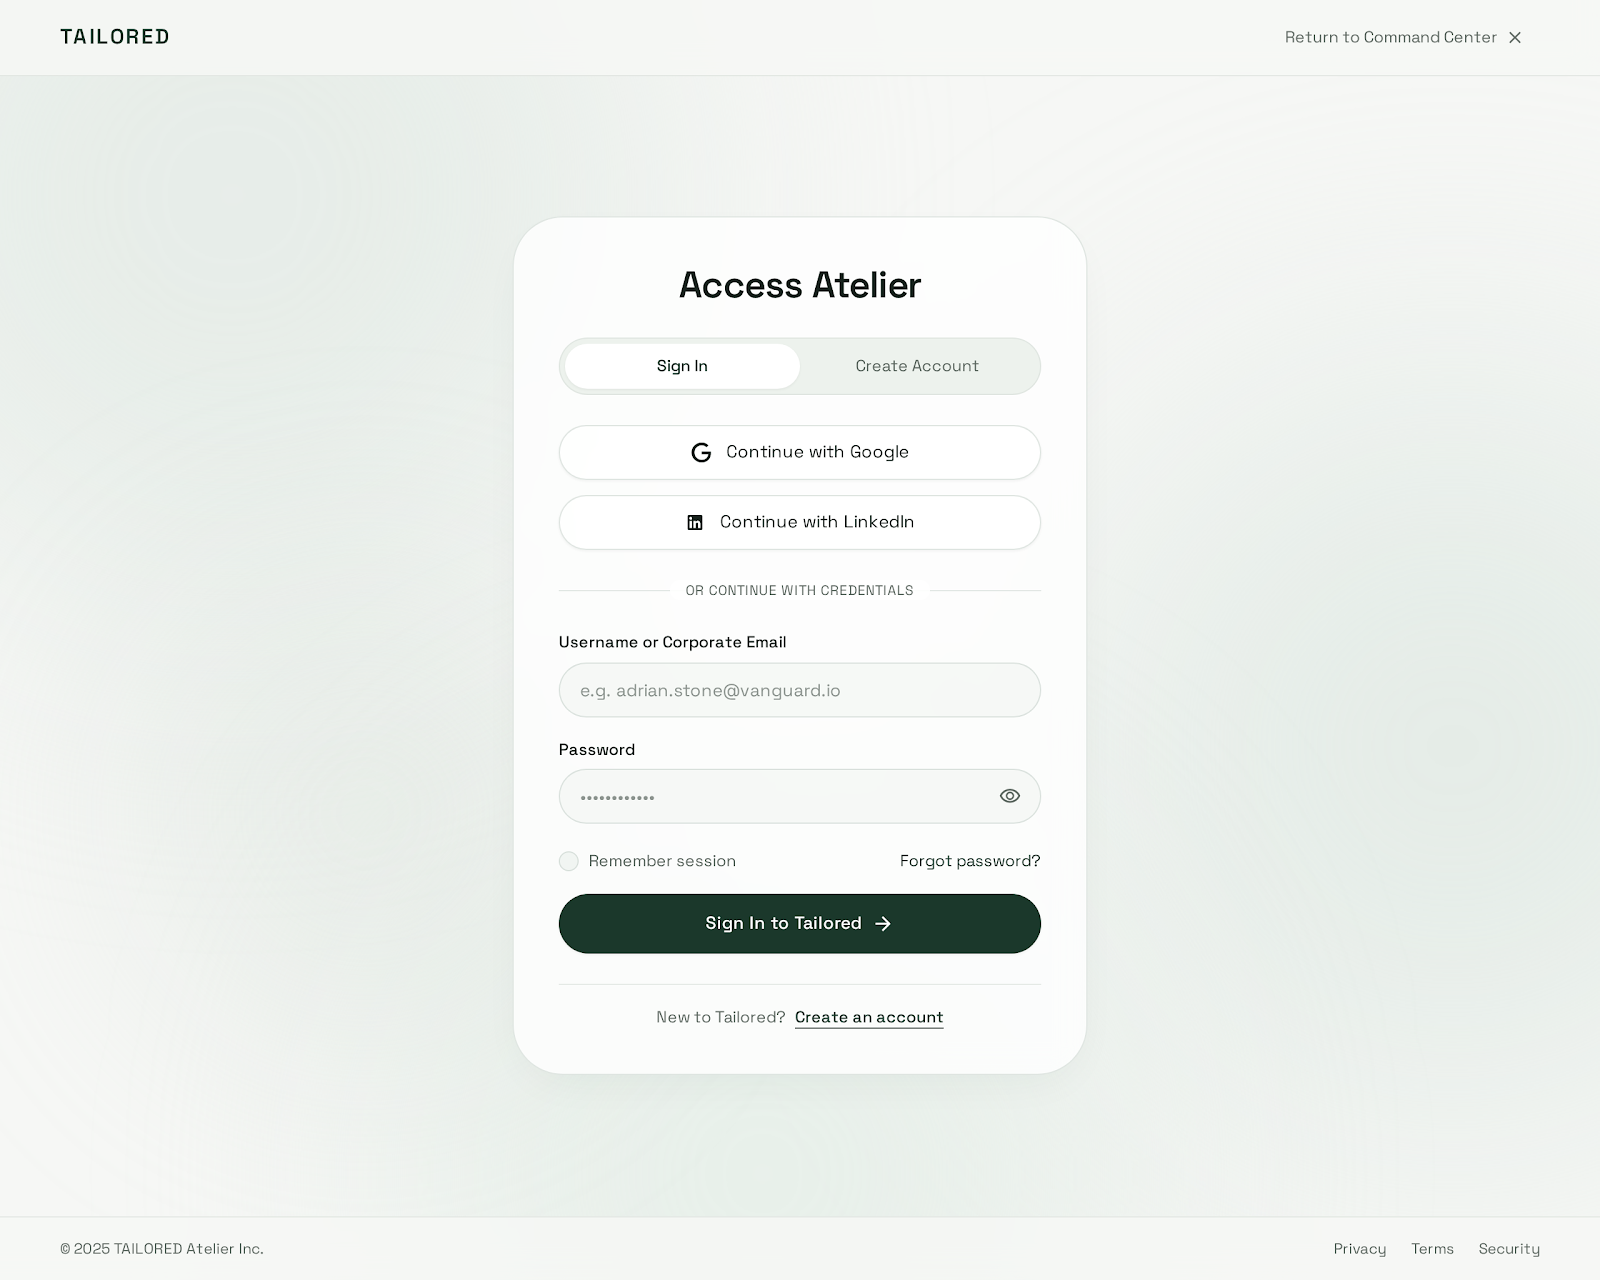 TAILORED
Return to Command Center
Access Atelier
Sign In
Create Account
Continue with Google
Continue with LinkedIn
OR CONTINUE WITH CREDENTIALS
Username or Corporate Email
e.g. adrian.stone@vanguard.io
Password
••••••••••••
Remember session
Forgot password?
Sign In to Tailored →
New to Tailored? Create an account
© 2025 TAILORED Atelier Inc.
Privacy Terms Security